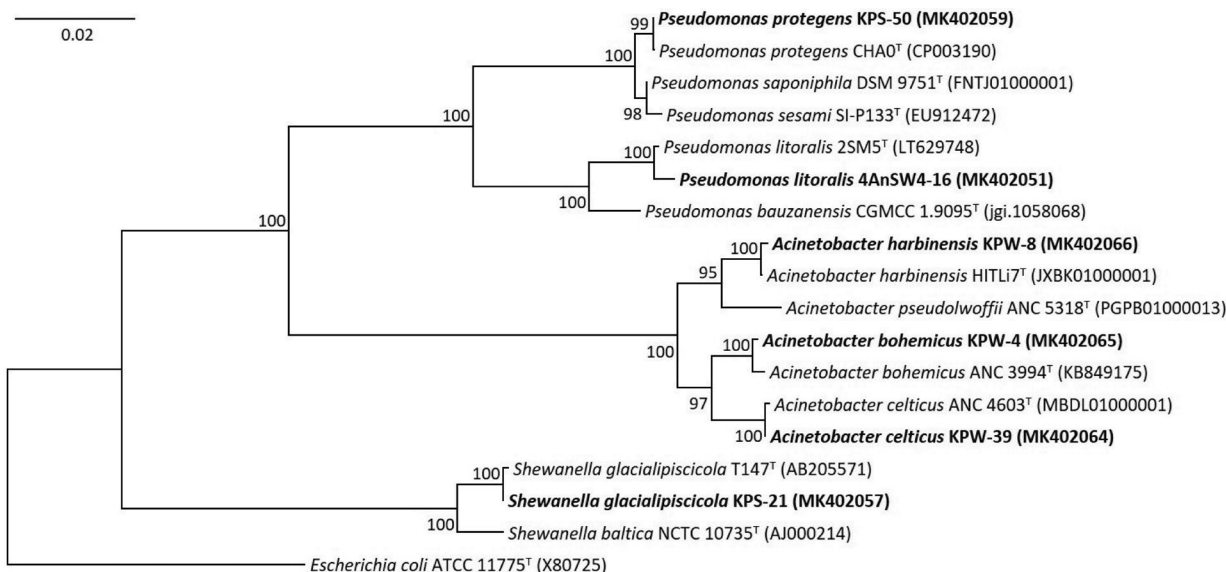 0.02
99
Pseudomonas protegens KPS-50 (MK402059)
Pseudomonas protegens CHA0ᵀ (CP003190)
100
Pseudomonas saponiphila DSM 9751ᵀ (FNTJ01000001)
98
Pseudomonas sesami SI-P133ᵀ (EU912472)
100
Pseudomonas litoralis 2SM5ᵀ (LT629748)
100
Pseudomonas litoralis 4AnSW4-16 (MK402051)
100
Pseudomonas bauzanensis CGMCC 1.9095ᵀ (jgi.1058068)
100
Acinetobacter harbinensis KPW-8 (MK402066)
100
95
Acinetobacter harbinensis HITLi7ᵀ (JXBK01000001)
Acinetobacter pseudolwoffii ANC 5318ᵀ (PGPB01000013)
100
100
Acinetobacter bohemicus KPW-4 (MK402065)
Acinetobacter bohemicus ANC 3994ᵀ (KB849175)
97
Acinetobacter celticus ANC 4603ᵀ (MBDL01000001)
100
Acinetobacter celticus KPW-39 (MK402064)
100
Shewanella glacialipiscicola T147ᵀ (AB205571)
Shewanella glacialipiscicola KPS-21 (MK402057)
100
Shewanella baltica NCTC 10735ᵀ (AJ000214)
Escherichia coli ATCC 11775ᵀ (X80725)